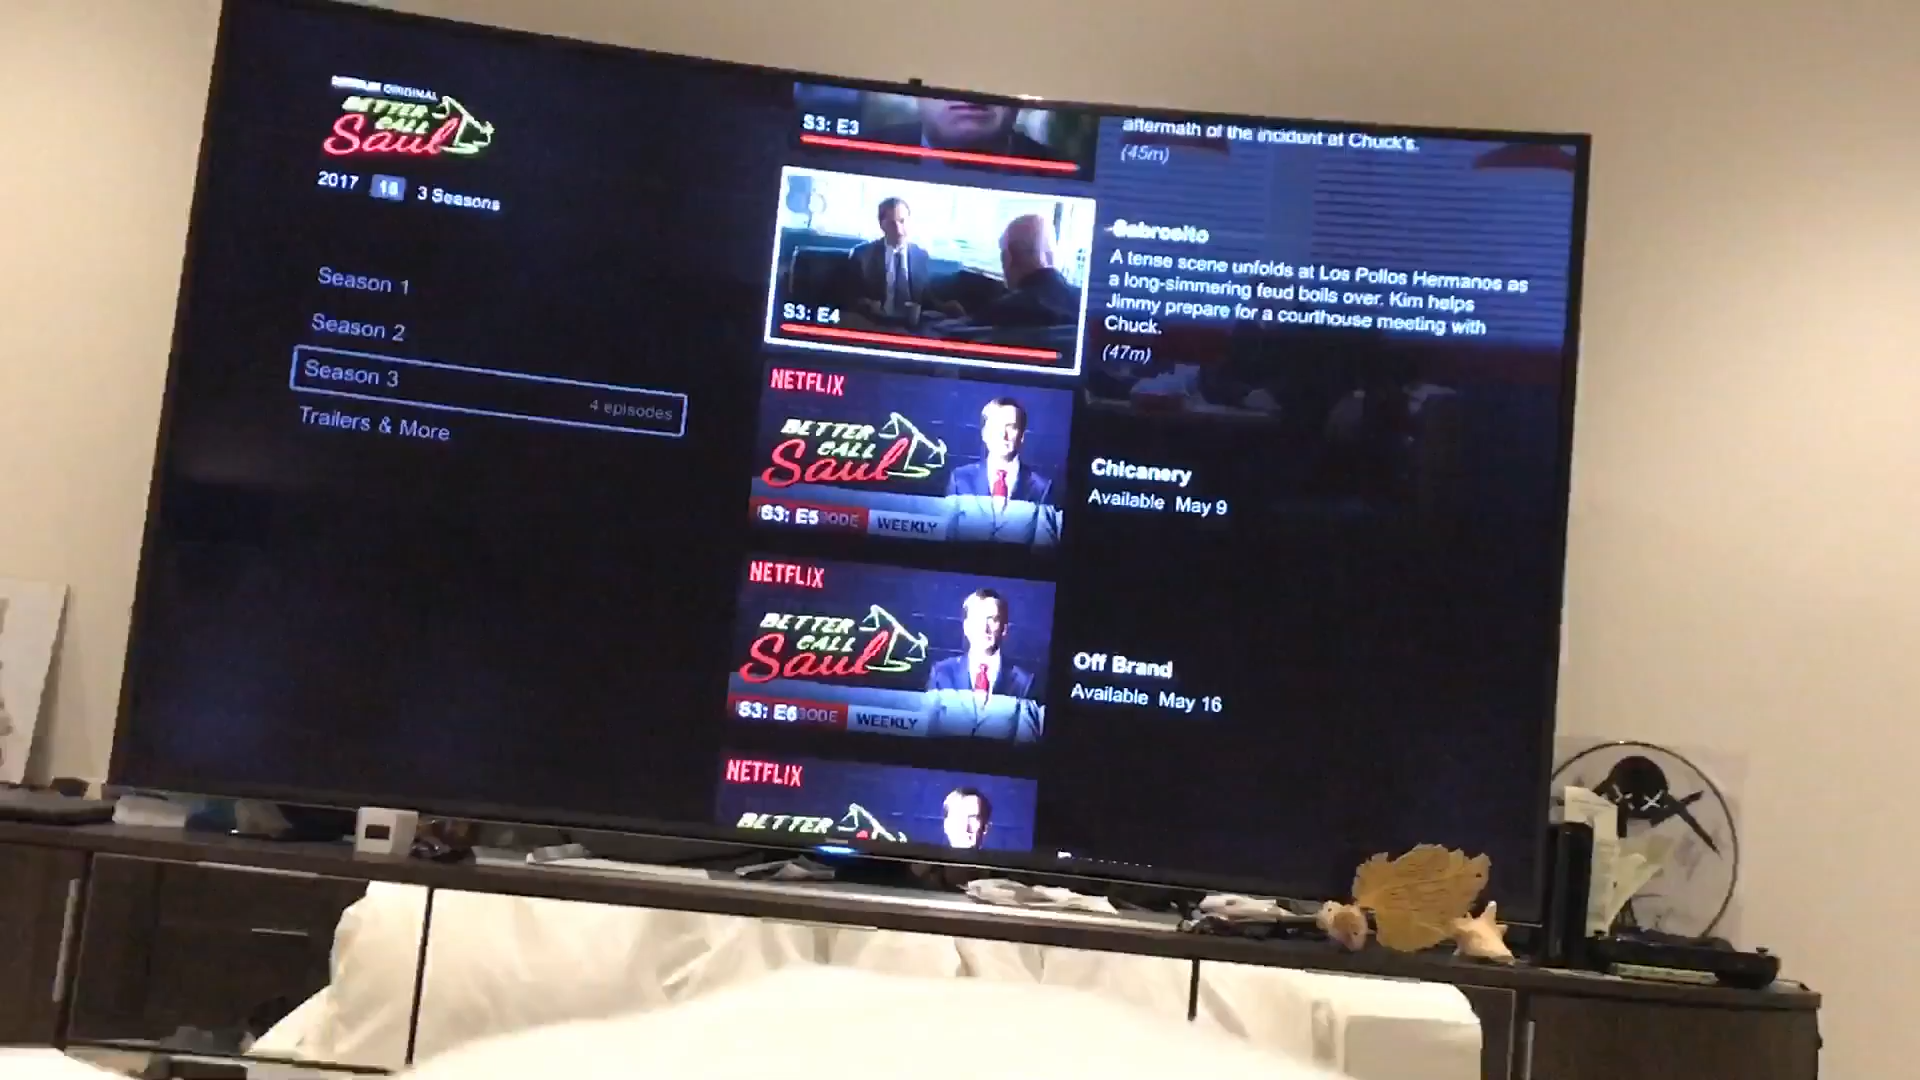 ORIGINAL
BETTER
CALL
Saul
2017 16 3 Seasons
Season 1
Season 2
Season 3
4 episodes
Trailers & More
S3: E3
aftermath of the incident at Chuck's.
(45m)
S3: E4
Sabrosito
A tense scene unfolds at Los Pollos Hermanos as
a long-simmering feud boils over. Kim helps
Jimmy prepare for a courthouse meeting with
Chuck.
(47m)
NETFLIX
BETTER
CALL
Saul
S3: E5 WEEKLY
Chicanery
Available May 9
NETFLIX
BETTER
CALL
Saul
S3: E6 WEEKLY
Off Brand
Available May 16
NETFLIX
BETTER